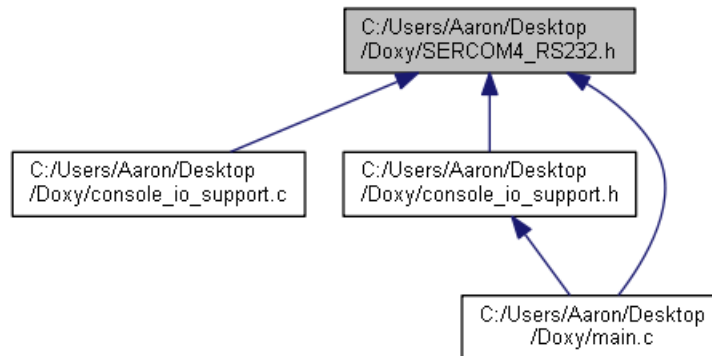 C:/Users/Aaron/Desktop
/Doxy/SERCOM4_RS232.h
C:/Users/Aaron/Desktop
/Doxy/console_io_support.c
C:/Users/Aaron/Desktop
/Doxy/console_io_support.h
C:/Users/Aaron/Desktop
/Doxy/main.c